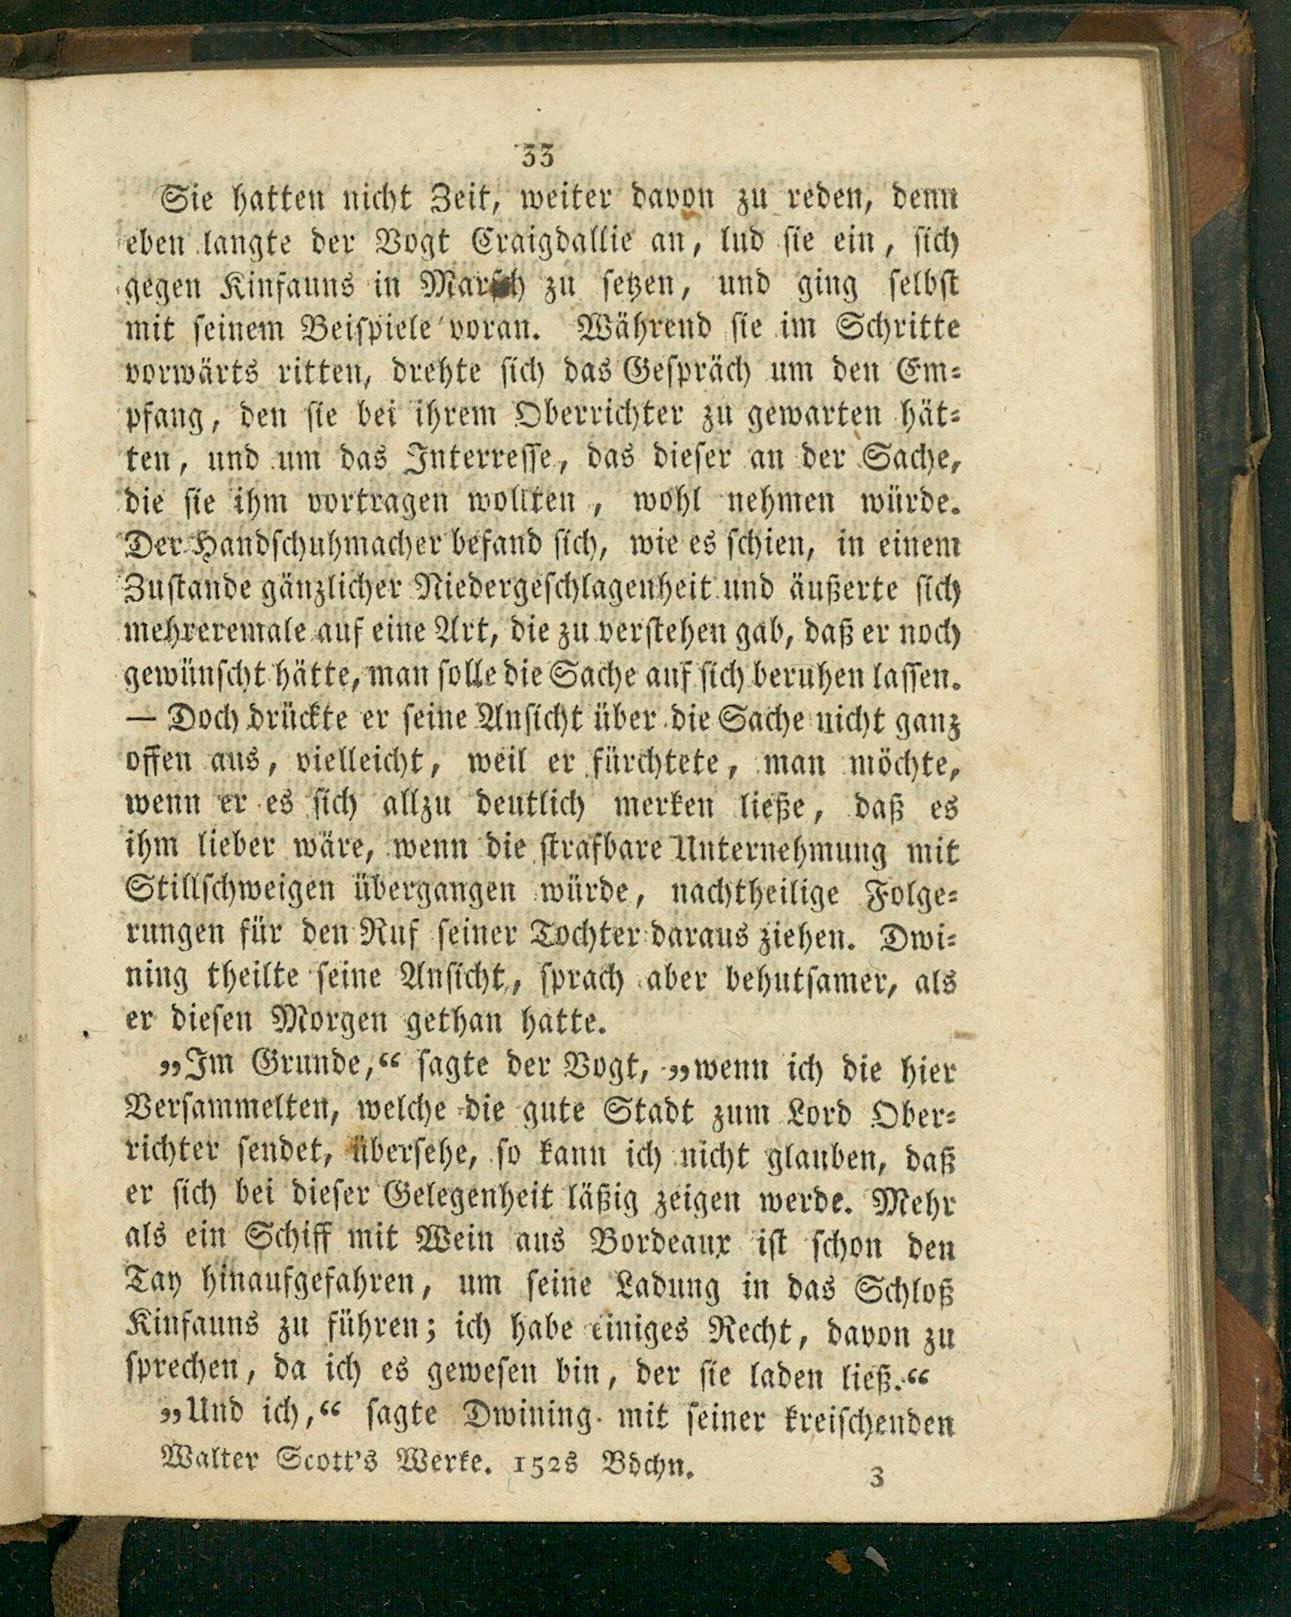 33
Sie hatten nicht Zeit, weiter davon zu reden, denn
eben langte der Vogt Craigdallie an, lud sie ein, sich
gegen Kinfauns in Marsch zu setzen, und ging selbst
mit seinem Beispiele voran. Während sie im Schritte
vorwärts ritten, drehte sich das Gespräch um den Em-
pfang, den sie bei ihrem Oberrichter zu gewarten hät-
ten, und um das Interresse, das dieser an der Sache,
die sie ihm vortragen wollten, wohl nehmen würde.
Der Handschuhmacher befand sich, wie es schien, in einem
Zustande gänzlicher Niedergeschlagenheit und äußerte sich
mehreremale auf eine Art, die zu verstehen gab, daß er noch
gewünscht hätte, man solle die Sache auf sich beruhen lassen.
— Doch drückte er seine Ansicht über die Sache nicht ganz
offen aus, vielleicht, weil er fürchtete, man möchte,
wenn er es sich allzu deutlich merken ließe, daß es
ihm lieber wäre, wenn die strafbare Unternehmung mit
Stillschweigen übergangen würde, nachtheilige Folge-
rungen für den Ruf seiner Tochter daraus ziehen. Dwi-
ning theilte seine Ansicht, sprach aber behutsamer, als
er diesen Morgen gethan hatte.
„Im Grunde,“ sagte der Vogt, „wenn ich die hier
Versammelten, welche die gute Stadt zum Lord Ober-
richter sendet, übersehe, so kann ich nicht glauben, daß
er sich bei dieser Gelegenheit läßig zeigen werde. Mehr
als ein Schiff mit Wein aus Bordeaux ist schon den
Tay hinaufgefahren, um seine Ladung in das Schloß
Kinfauns zu führen; ich habe einiges Recht, davon zu
sprechen, da ich es gewesen bin, der sie laden ließ.“
„Und ich,“ sagte Dwining mit seiner kreischenden
Walter Scott's Werke. 152s Bdchn. 3